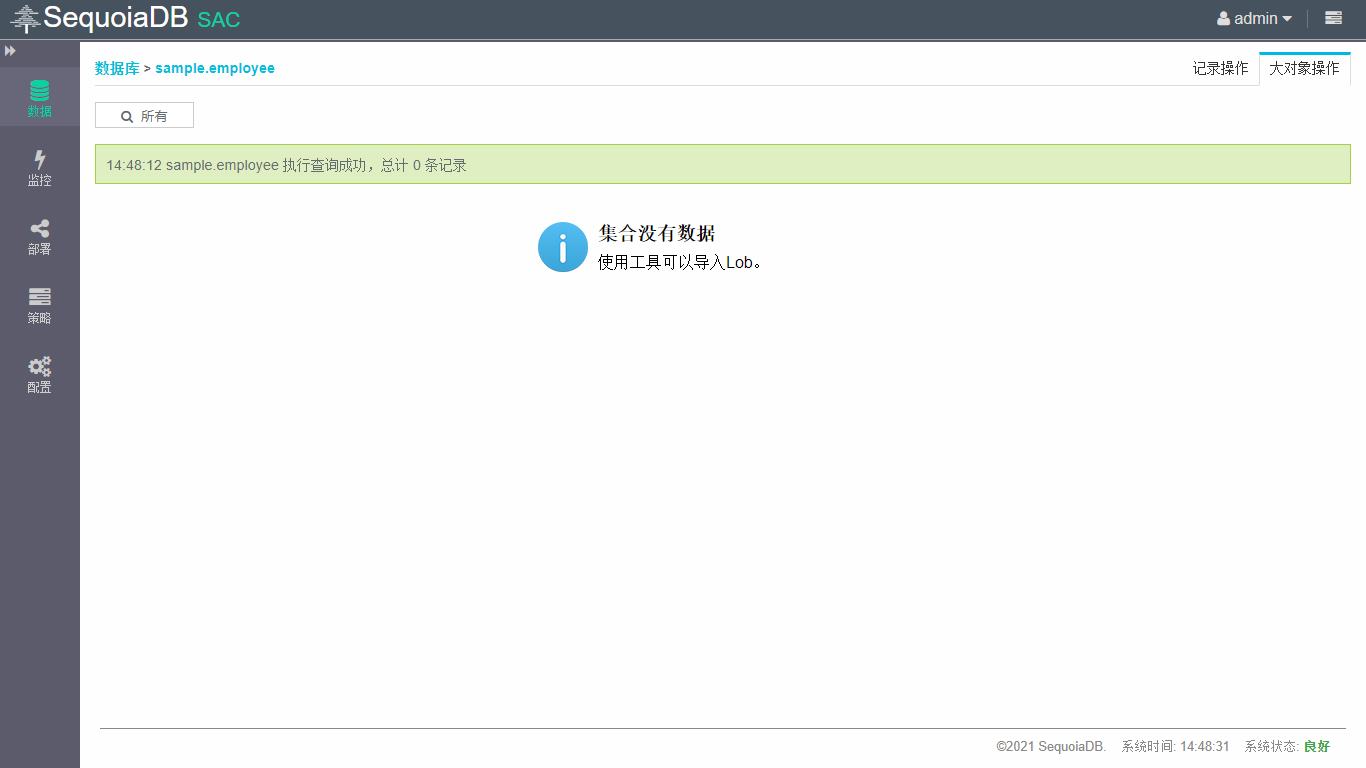 SequoiaDB SAC
admin
数据库 > sample.employee
记录操作
大对象操作
数据
监控
部署
策略
配置
所有
14:48:12 sample.employee 执行查询成功，总计 0 条记录
集合没有数据
使用工具可以导入Lob。
©2021 SequoiaDB. 系统时间: 14:48:31 系统状态: 良好